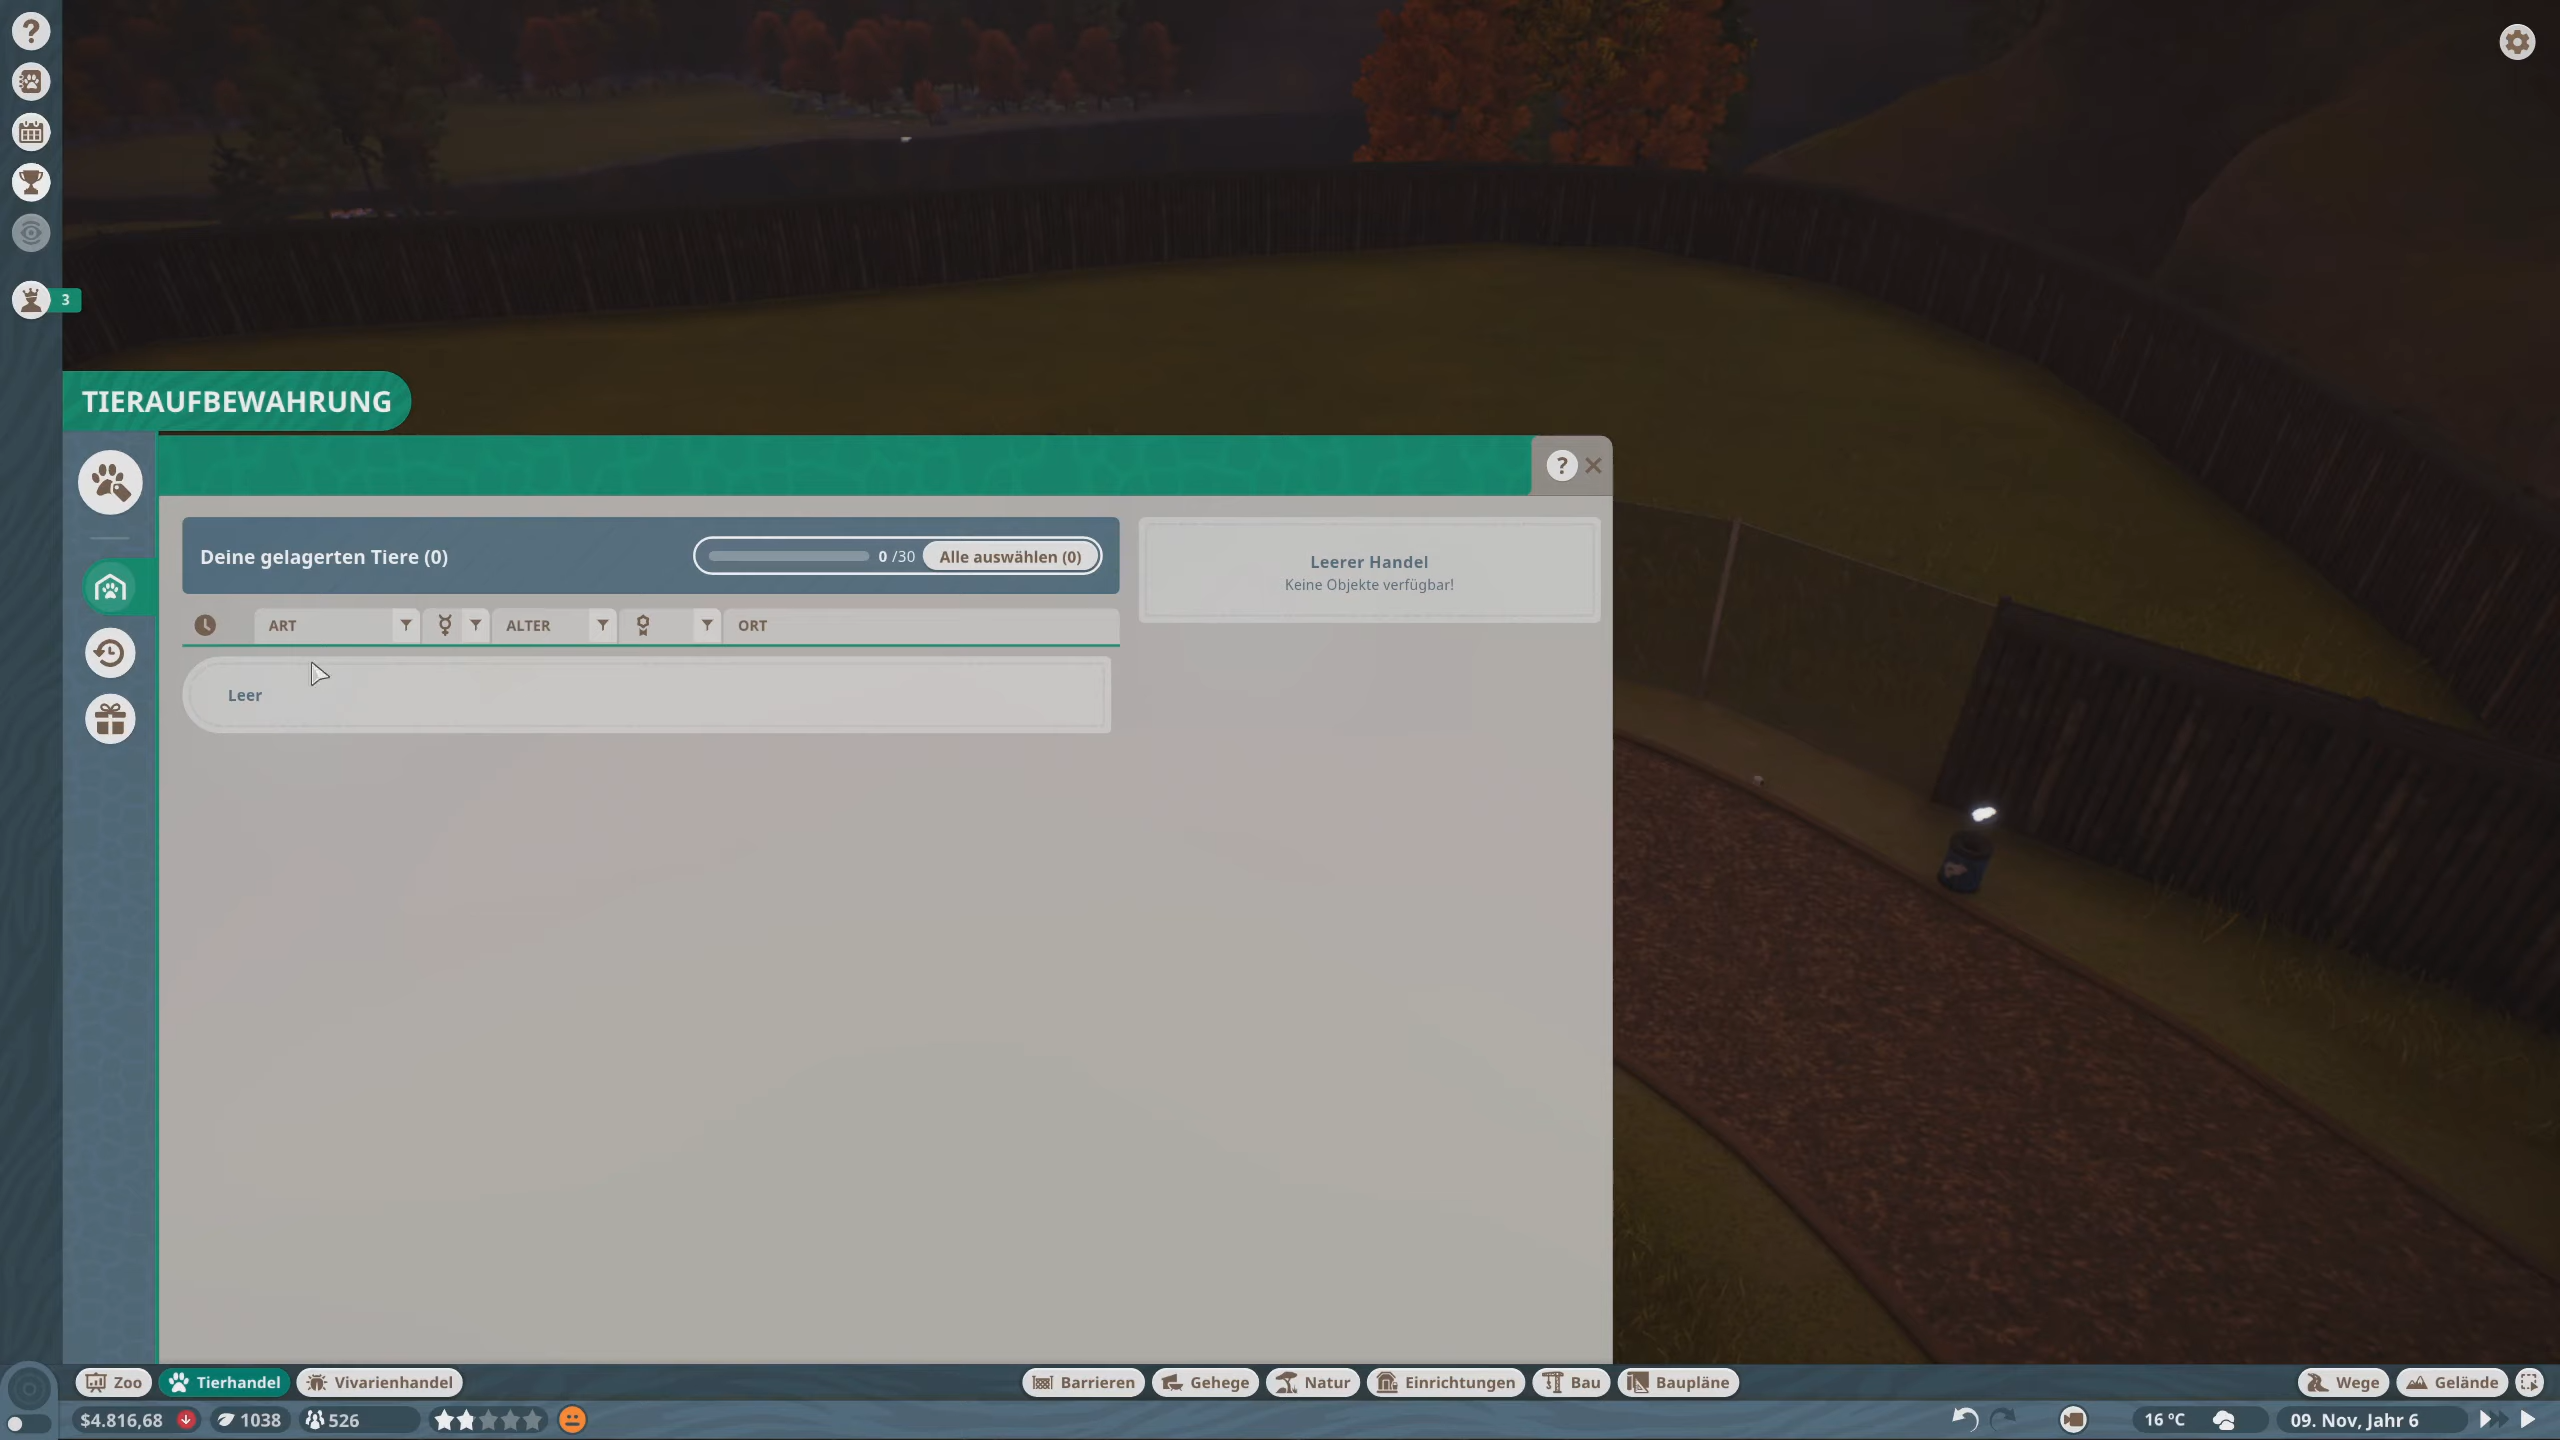 ?
3
TIERAUFBEWAHRUNG
?
Deine gelagerten Tiere (0)
0 /30
Alle auswählen (0)
Leerer Handel
Keine Objekte verfügbar!
ART
ALTER
ORT
Leer
Zoo
Tierhandel
Vivarienhandel
Barrieren
Gehege
Natur
Einrichtungen
Bau
Baupläne
Wege
Gelände
$4.816,68
1038
526
16 °C
09. Nov, Jahr 6